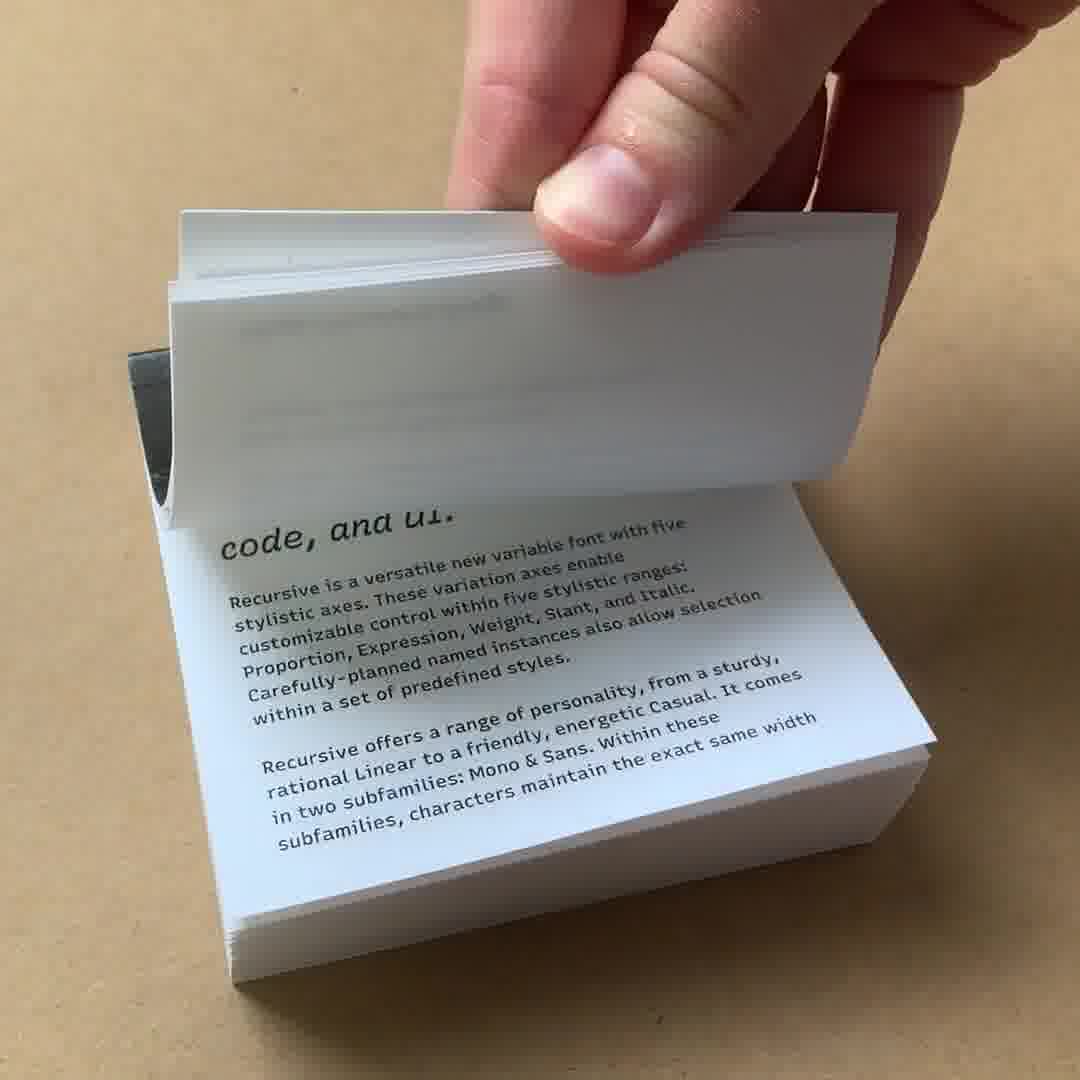 code, and ui.
Recursive is a versatile new variable font with five
stylistic axes. These variation axes enable
customizable control within five stylistic ranges:
Proportion, Expression, Weight, Slant, and Italic.
Carefully-planned named instances also allow selection
within a set of predefined styles.
Recursive offers a range of personality, from a sturdy,
rational Linear to a friendly, energetic Casual. It comes
in two subfamilies: Mono & Sans. Within these
subfamilies, characters maintain the exact same width